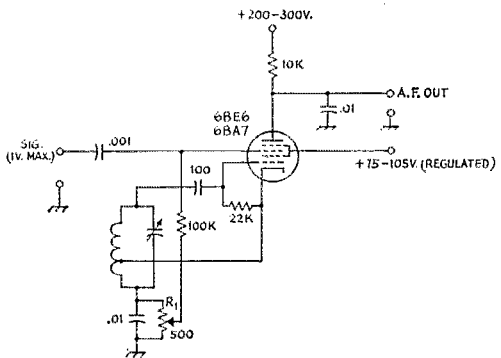 +200-300V.
10K
A.F. OUT
.01
6BE6
6BA7
SIG.
(1V. MAX.)
.001
+75-105V. (REGULATED)
100
22K
100K
R1
.01
500